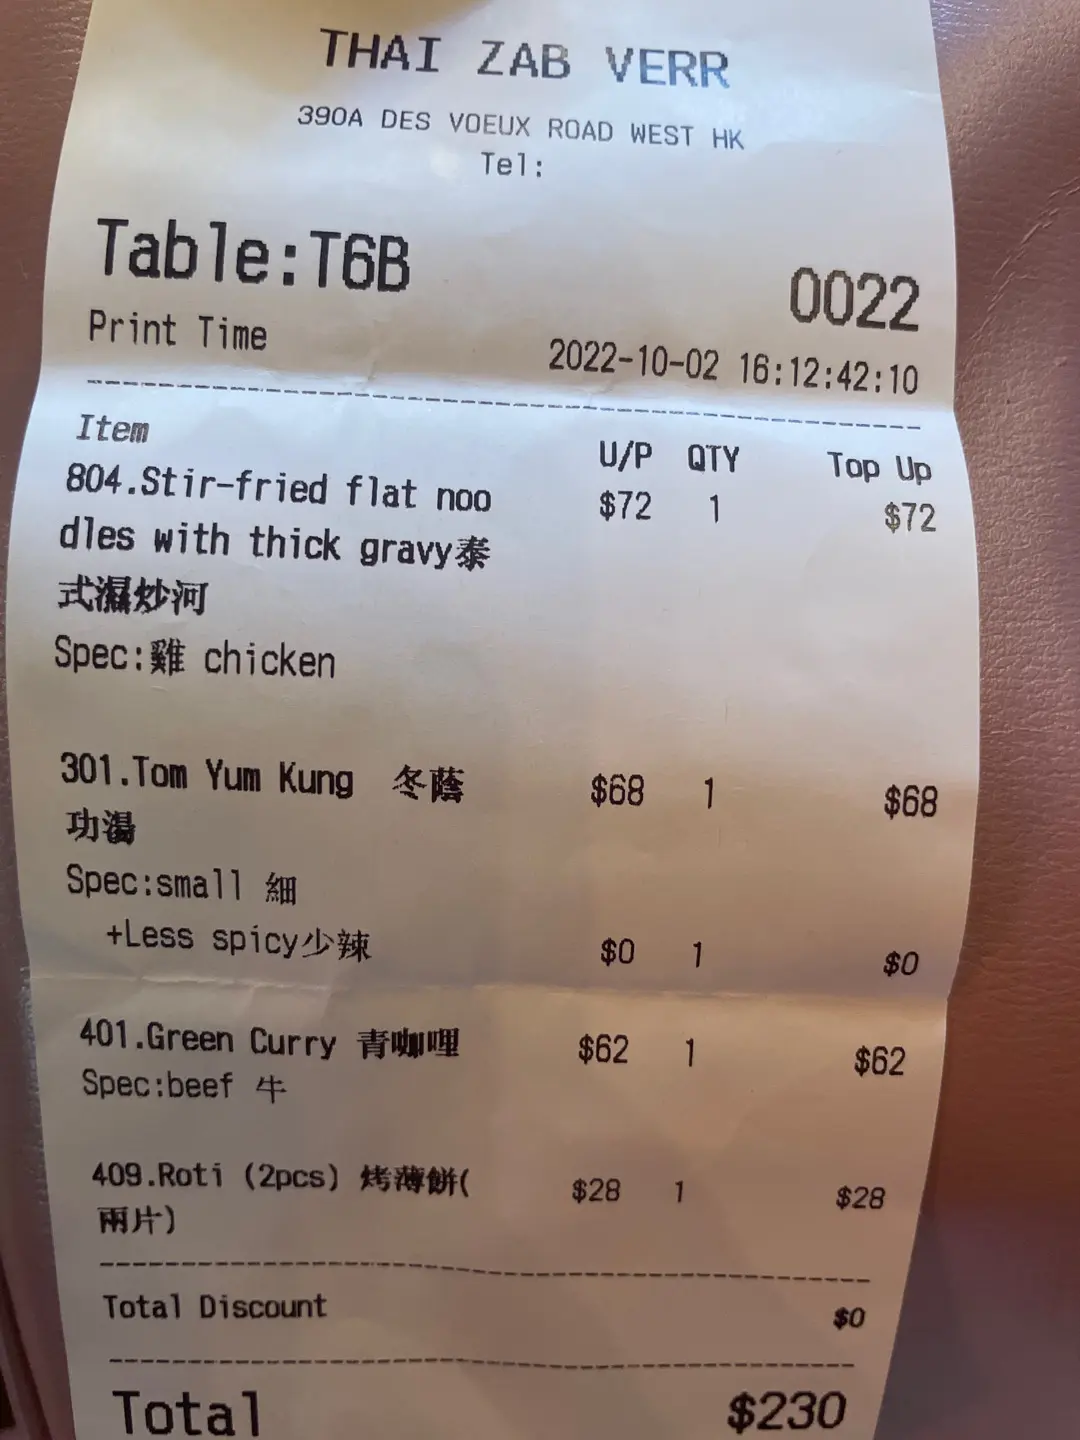 THAI ZAB VERR
390A DES VOEUX ROAD WEST HK
Tel:
Table:T6B 0022
Print Time 2022-10-02 16:12:42:10
Item U/P QTY Top Up
804.Stir-fried flat noo $72 1 $72
dles with thick gravy泰
式濕炒河
Spec:雞 chicken
301.Tom Yum Kung 冬蔭 $68 1 $68
功湯
Spec:small 細
+Less spicy少辣 $0 1 $0
401.Green Curry 青咖哩 $62 1 $62
Spec:beef 牛
409.Roti (2pcs) 烤薄餅( $28 1 $28
兩片)
Total Discount $0
Total $230